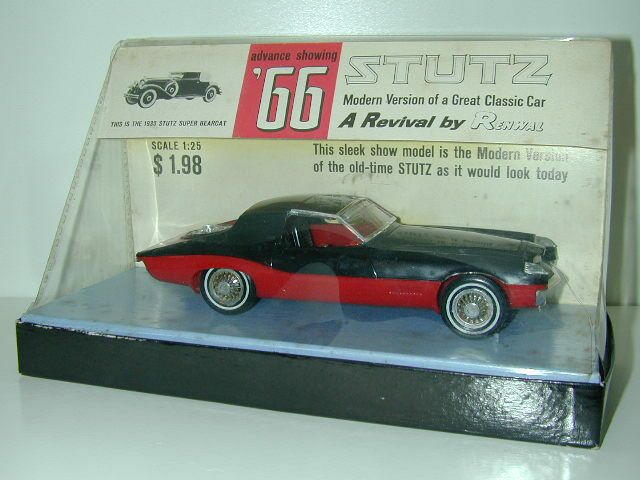 advance showing
'66
STUTZ
Modern Version of a Great Classic Car
A Revival by RENWAL
THIS IS THE 1933 STUTZ SUPER BEARCAT
SCALE 1:25
$1.98
This sleek show model is the Modern Version
of the old-time STUTZ as it would look today